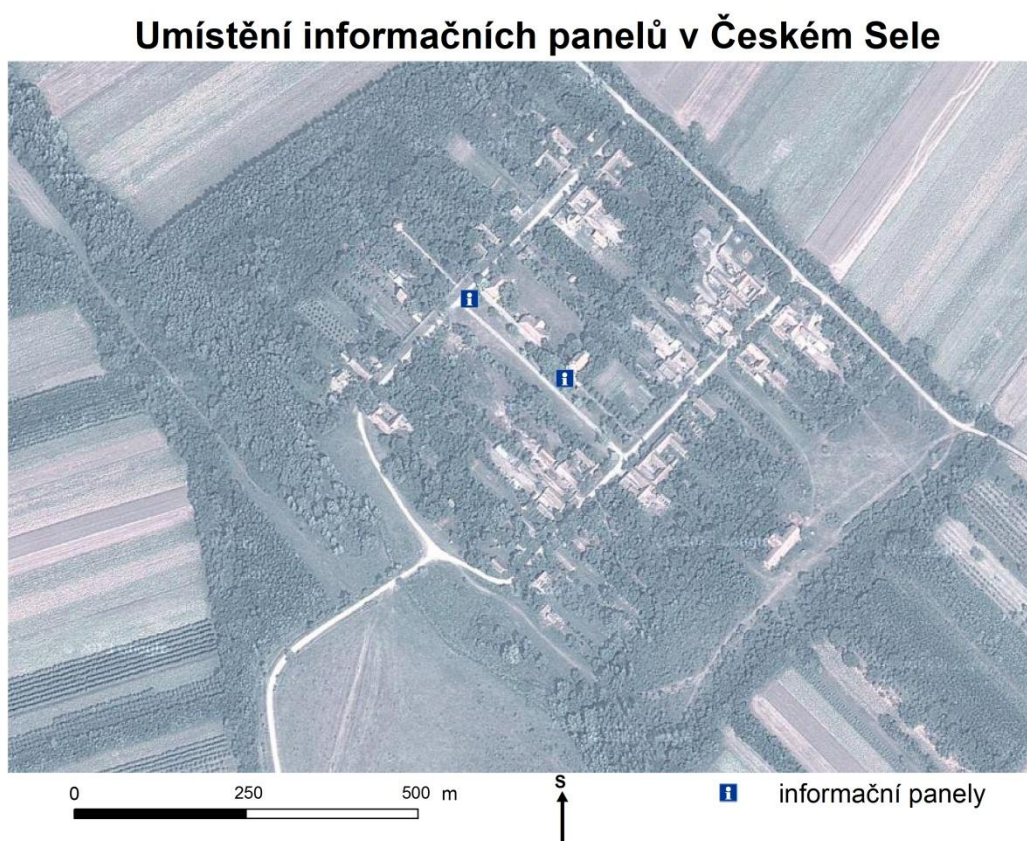 Umístění informačních panelů v Českém Sele
0 250 500 m
S
informační panely